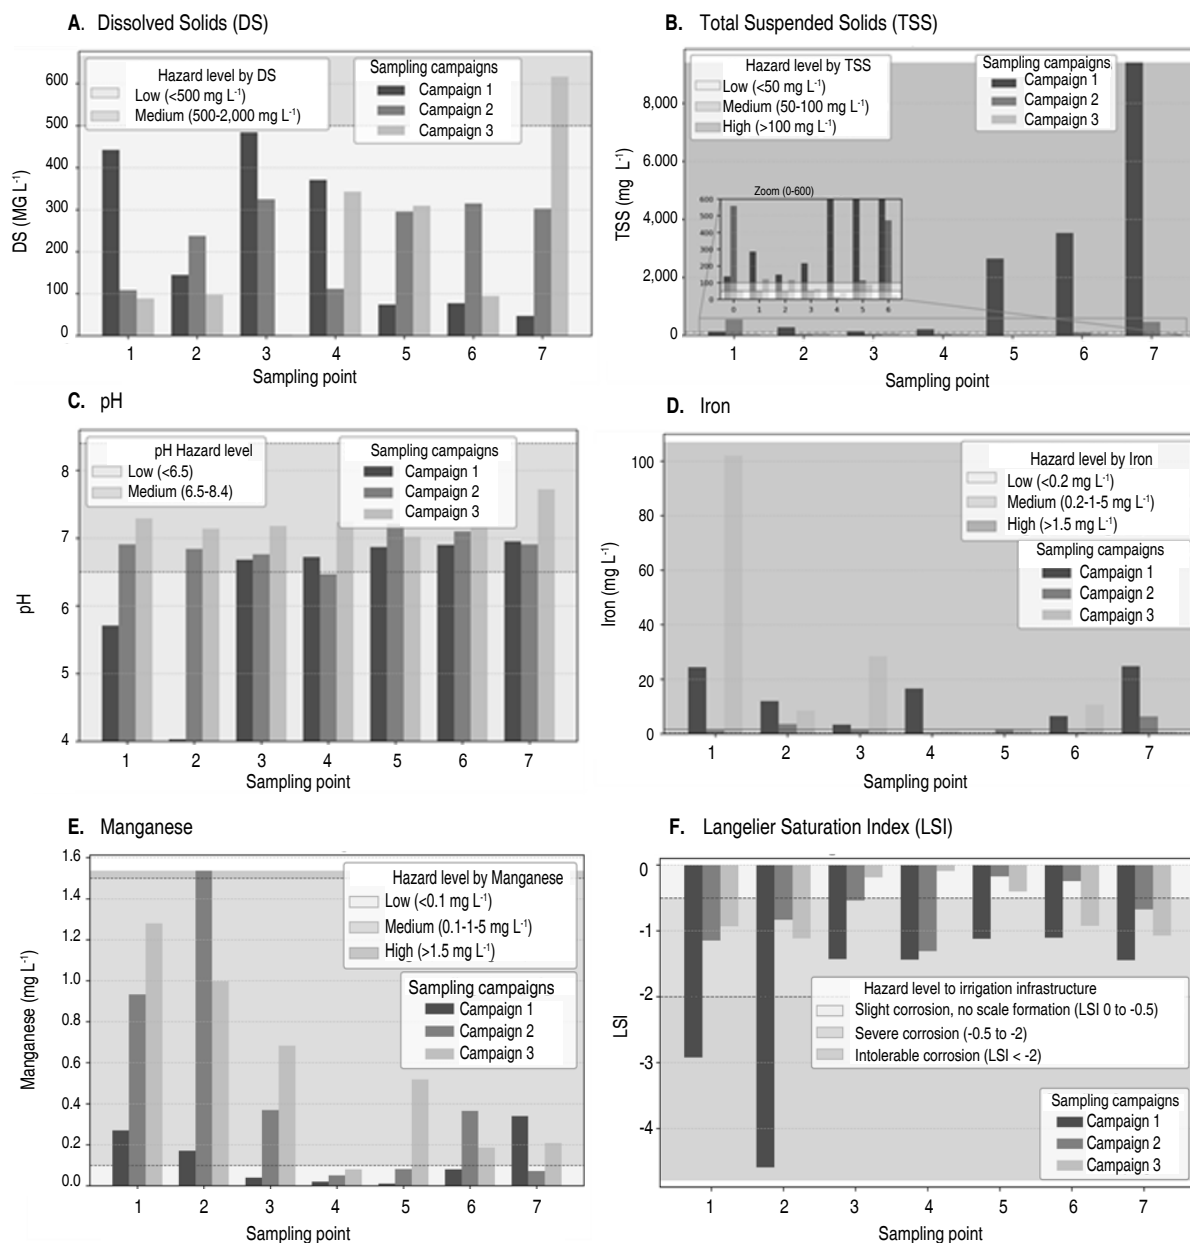 A. Dissolved Solids (DS)
600
500
400
300
200
100
0
DS (MG L-1)
Hazard level by DS
Low (<500 mg L-1)
Medium (500-2,000 mg L-1)
Sampling campaigns
Campaign 1
Campaign 2
Campaign 3
1 2 3 4 5 6 7
Sampling point
B. Total Suspended Solids (TSS)
8,000
6.000
4,000
2,000
0
TSS (mg L-1)
Hazard level by TSS
Low (<50 mg L-1)
Medium (50-100 mg L-1)
High (>100 mg L-1)
Sampling campaigns
Campaign 1
Campaign 2
Campaign 3
Zoom (0-600)
600
500
400
300
200
100
0
0 1 2 3 4 5 6
1 2 3 4 5 6 7
Sampling point
C. pH
8
7
6
5
4
pH
pH Hazard level
Low (<6.5)
Medium (6.5-8.4)
Sampling campaigns
Campaign 1
Campaign 2
Campaign 3
1 2 3 4 5 6 7
Sampling point
D. Iron
100
80
60
40
20
0
Iron (mg L-1)
Hazard level by Iron
Low (<0.2 mg L-1)
Medium (0.2-1-5 mg L-1)
High (>1.5 mg L-1)
Sampling campaigns
Campaign 1
Campaign 2
Campaign 3
1 2 3 4 5 6 7
Sampling point
E. Manganese
1.6
1.4
1.2
1.0
0.8
0.6
0.4
0.2
0.0
Manganese (mg L-1)
Hazard level by Manganese
Low (<0.1 mg L-1)
Medium (0.1-1-5 mg L-1)
High (>1.5 mg L-1)
Sampling campaigns
Campaign 1
Campaign 2
Campaign 3
1 2 3 4 5 6 7
Sampling point
F. Langelier Saturation Index (LSI)
0
-1
-2
-3
-4
LSI
Hazard level to irrigation infrastructure
Slight corrosion, no scale formation (LSI 0 to -0.5)
Severe corrosion (-0.5 to -2)
Intolerable corrosion (LSI < -2)
Sampling campaigns
Campaign 1
Campaign 2
Campaign 3
1 2 3 4 5 6 7
Sampling point